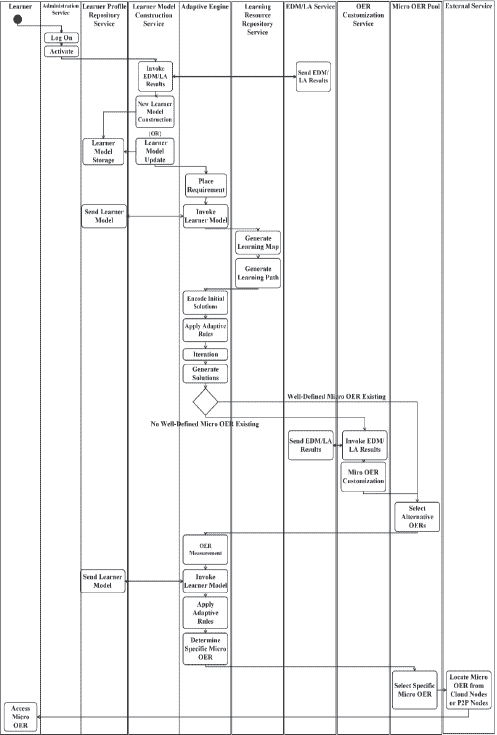 Learner
Administration
Service
Learner Profile
Repository
Service
Learner Model
Construction
Service
Adaptive Engine
Learning
Resource
Repository
Service
EDM/LA Service
OER
Customization
Service
Micro OER Pool
External Service
Log On
Activate
Invoke
EDM/LA
Results
Send EDM/
LA Results
New Learner
Model
Construction
(OR)
Learner
Model
Storage
Learner
Model
Update
Place
Requirement
Send Learner
Model
Invoke
Learner Model
Generate
Learning Map
Generate
Learning Path
Encode Initial
Solutions
Apply Adaptive
Rules
Iteration
Generate
Solutions
Well-Defined Micro OER Existing
No Well-Defined Micro OER Existing
Send EDM/LA
Results
Invoke EDM/
LA Results
Miro OER
Customization
Select
Alternative
OERs
OER
Measurement
Send Learner
Model
Invoke
Learner Model
Apply
Adaptive
Rules
Determine
Specific Micro
OER
Select Specific
Micro OER
Locate Micro
OER from
Cloud Nodes
or P2P Nodes
Access
Micro
OER